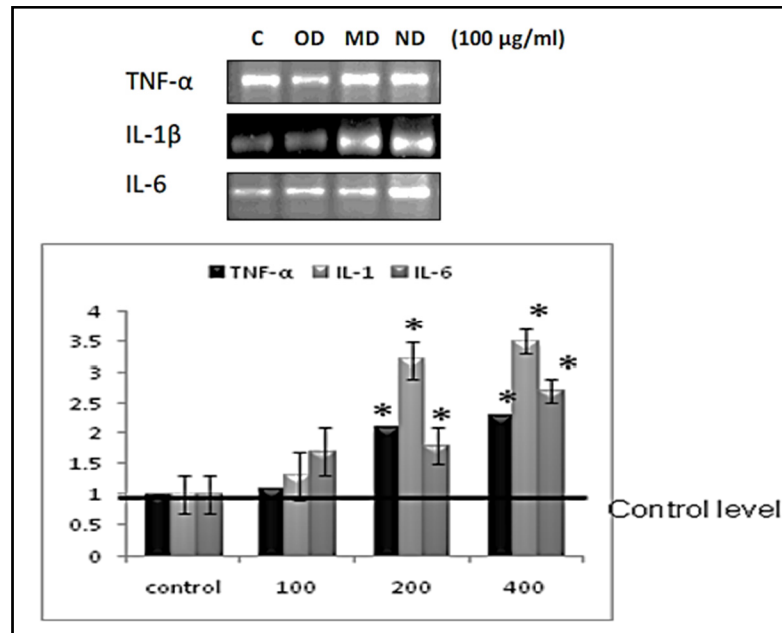 C OD MD ND (100 µg/ml)
TNF-α
IL-1β
IL-6
TNF-α IL-1 IL-6
4
3.5
3
2.5
2
1.5
1
0.5
0
* * *
* * *
Control level
control 100 200 400